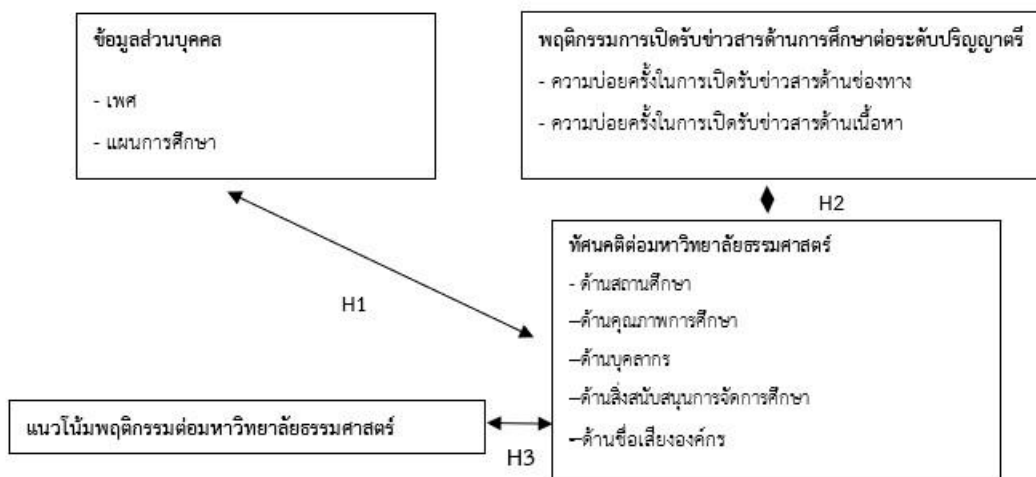 ข้อมูลส่วนบุคคล
- เพศ
- แผนการศึกษา
พฤติกรรมการเปิดรับข่าวสารด้านการศึกษาต่อระดับปริญญาตรี
- ความบ่อยครั้งในการเปิดรับข่าวสารด้านช่องทาง
- ความบ่อยครั้งในการเปิดรับข่าวสารด้านเนื้อหา
H2
ทัศนคติต่อมหาวิทยาลัยธรรมศาสตร์
- ด้านสถานศึกษา
–ด้านคุณภาพการศึกษา
–ด้านบุคลากร
–ด้านสิ่งสนับสนุนการจัดการศึกษา
–ด้านชื่อเสียงองค์กร
H1
แนวโน้มพฤติกรรมต่อมหาวิทยาลัยธรรมศาสตร์
H3